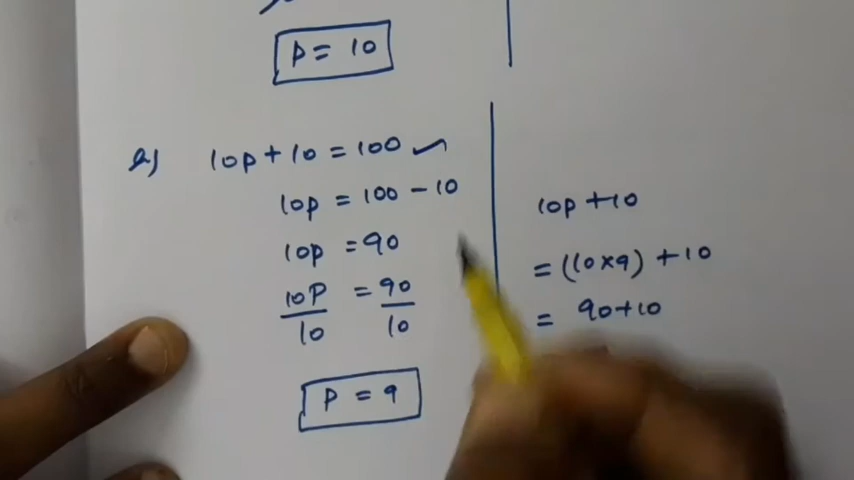 p = 10
a) 10p + 10 = 100 ✓
10p = 100 - 10
10p = 90
10p/10 = 90/10
p = 9
10p + 10
= (10×9) + 10
= 90 + 10